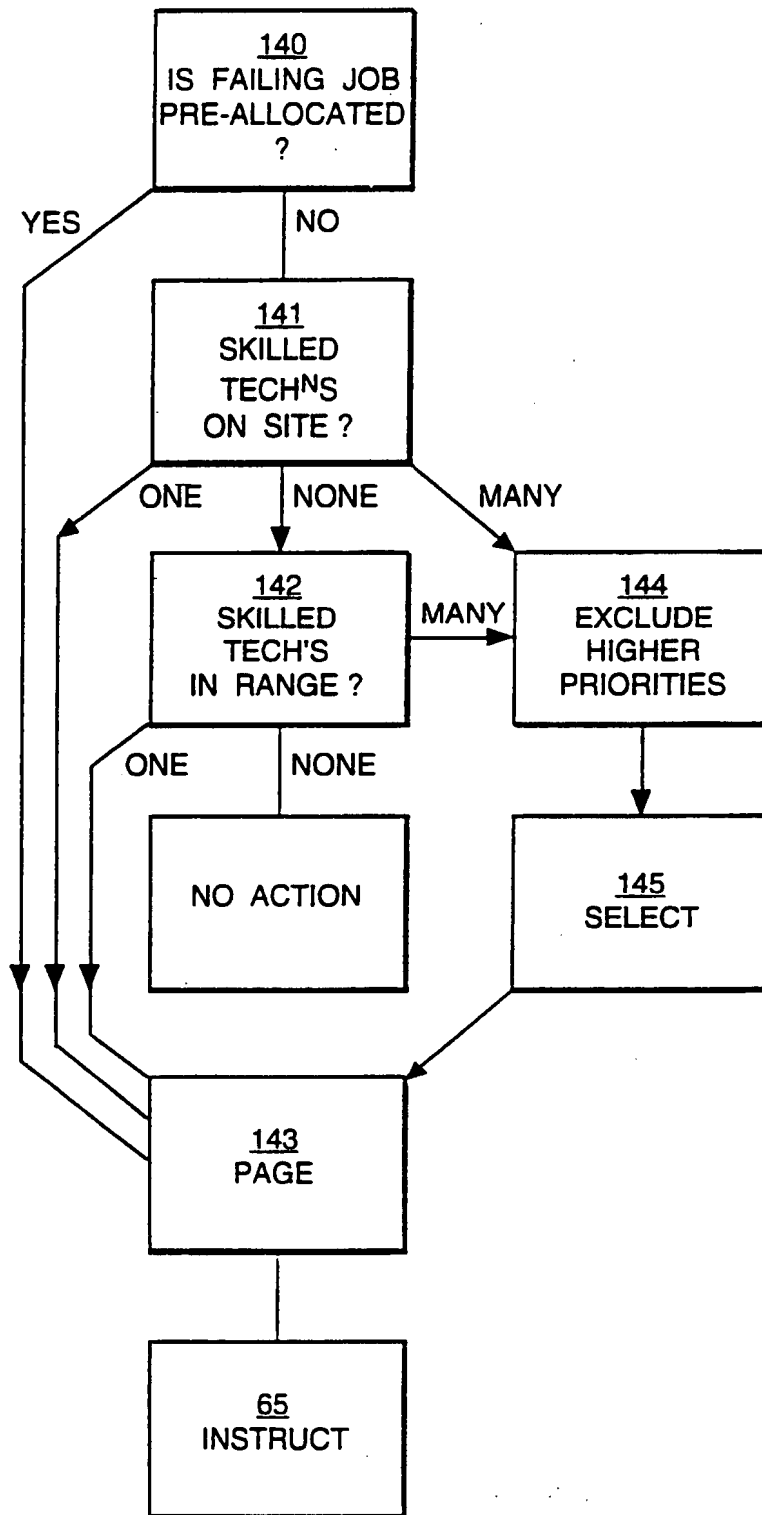 140
IS FAILING JOB
PRE-ALLOCATED
?
YES
NO
141
SKILLED
TECHᴺS
ON SITE ?
ONE
NONE
MANY
142
SKILLED
TECH'S
IN RANGE ?
MANY
144
EXCLUDE
HIGHER
PRIORITIES
ONE
NONE
NO ACTION
145
SELECT
143
PAGE
65
INSTRUCT